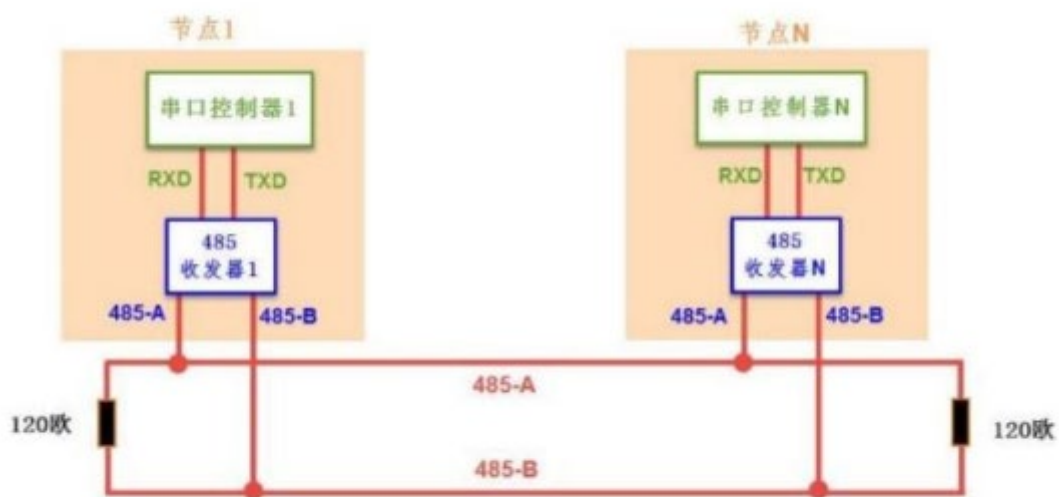 节点1
节点N
串口控制器1
串口控制器N
RXD
TXD
RXD
TXD
485
收发器1
485
收发器N
485-A
485-B
485-A
485-B
485-A
120欧
120欧
485-B